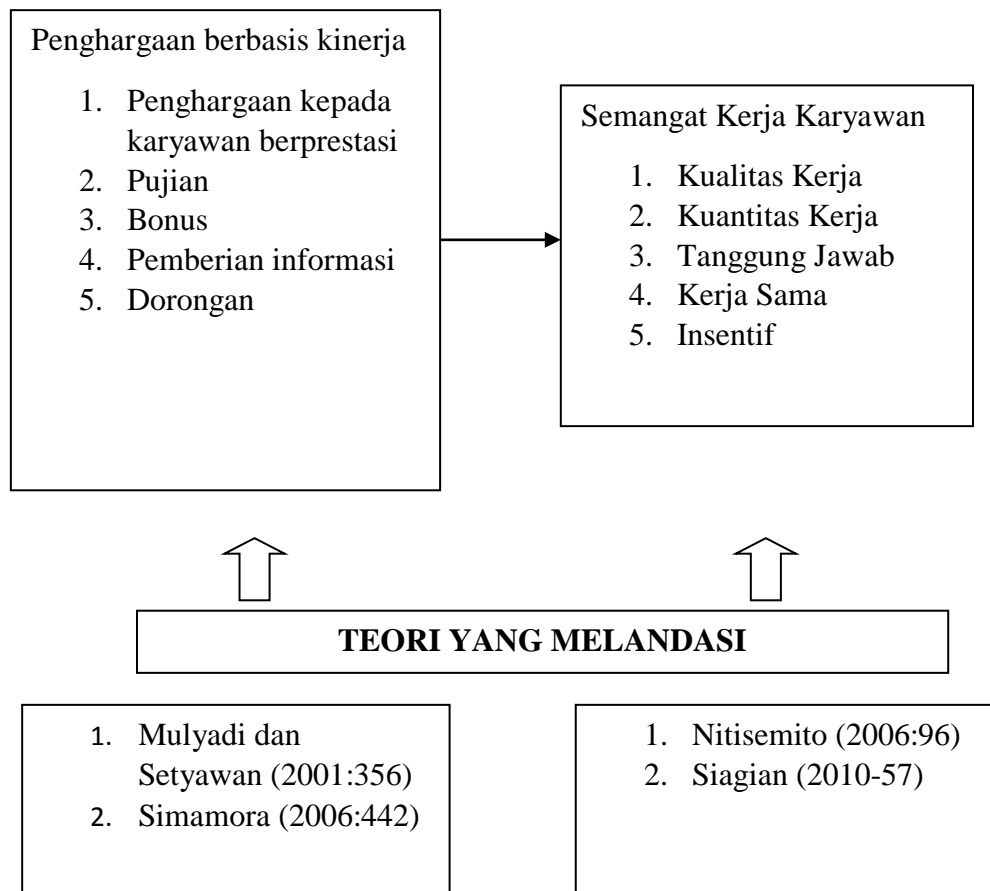 Penghargaan berbasis kinerja
1. Penghargaan kepada
karyawan berprestasi
2. Pujian
3. Bonus
4. Pemberian informasi
5. Dorongan
Semangat Kerja Karyawan
1. Kualitas Kerja
2. Kuantitas Kerja
3. Tanggung Jawab
4. Kerja Sama
5. Insentif
TEORI YANG MELANDASI
1. Mulyadi dan
Setyawan (2001:356)
2. Simamora (2006:442)
1. Nitisemito (2006:96)
2. Siagian (2010-57)